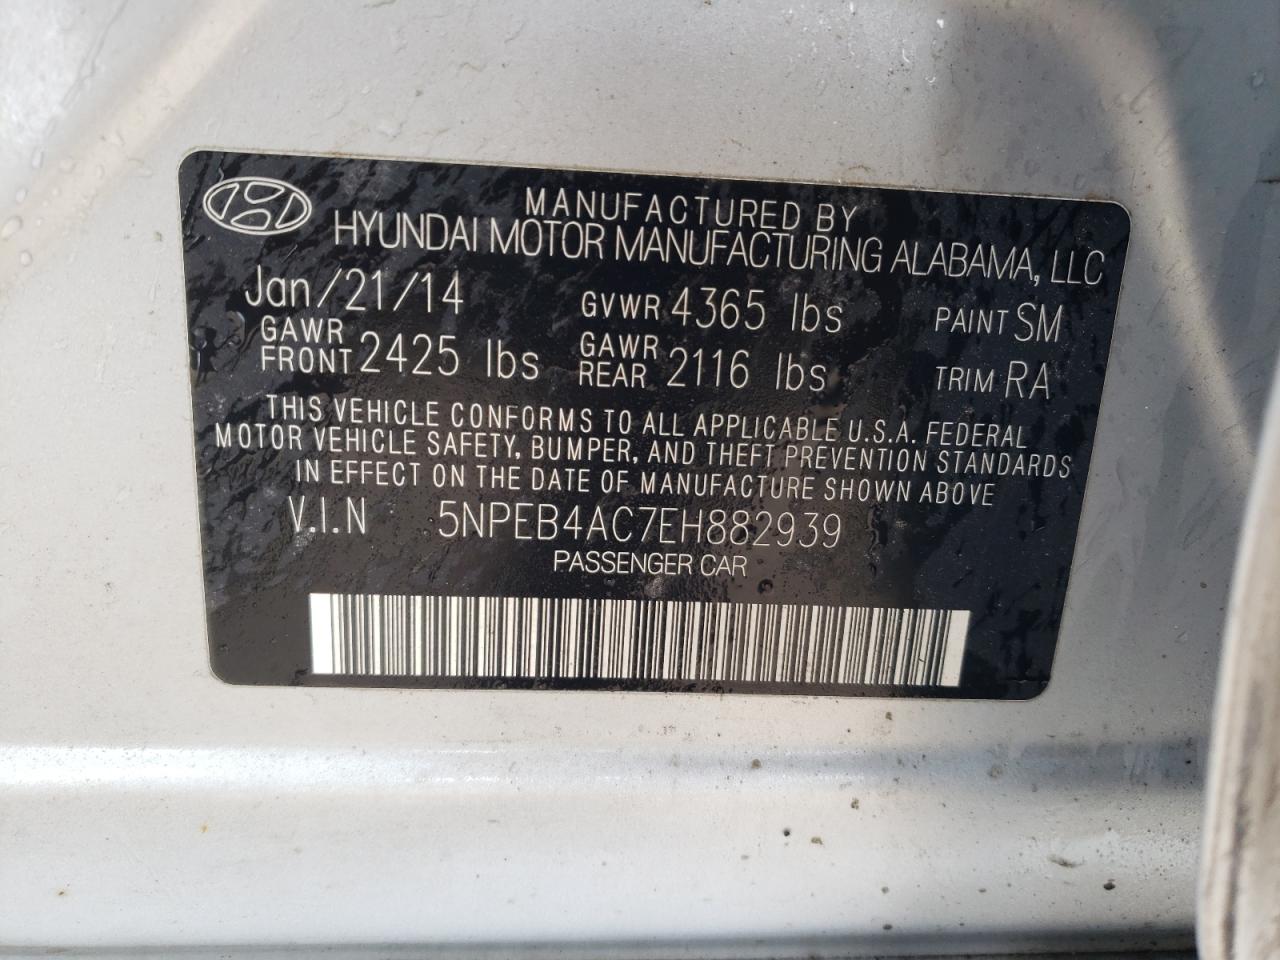 MANUFACTURED BY
HYUNDAI MOTOR MANUFACTURING ALABAMA, LLC
Jan/21/14 GVWR 4365 lbs PAINT SM
GAWR FRONT 2425 lbs GAWR REAR 2116 lbs TRIM RA
THIS VEHICLE CONFORMS TO ALL APPLICABLE U.S.A. FEDERAL
MOTOR VEHICLE SAFETY, BUMPER, AND THEFT PREVENTION STANDARDS
IN EFFECT ON THE DATE OF MANUFACTURE SHOWN ABOVE
V.I.N 5NPEB4AC7EH882939
PASSENGER CAR